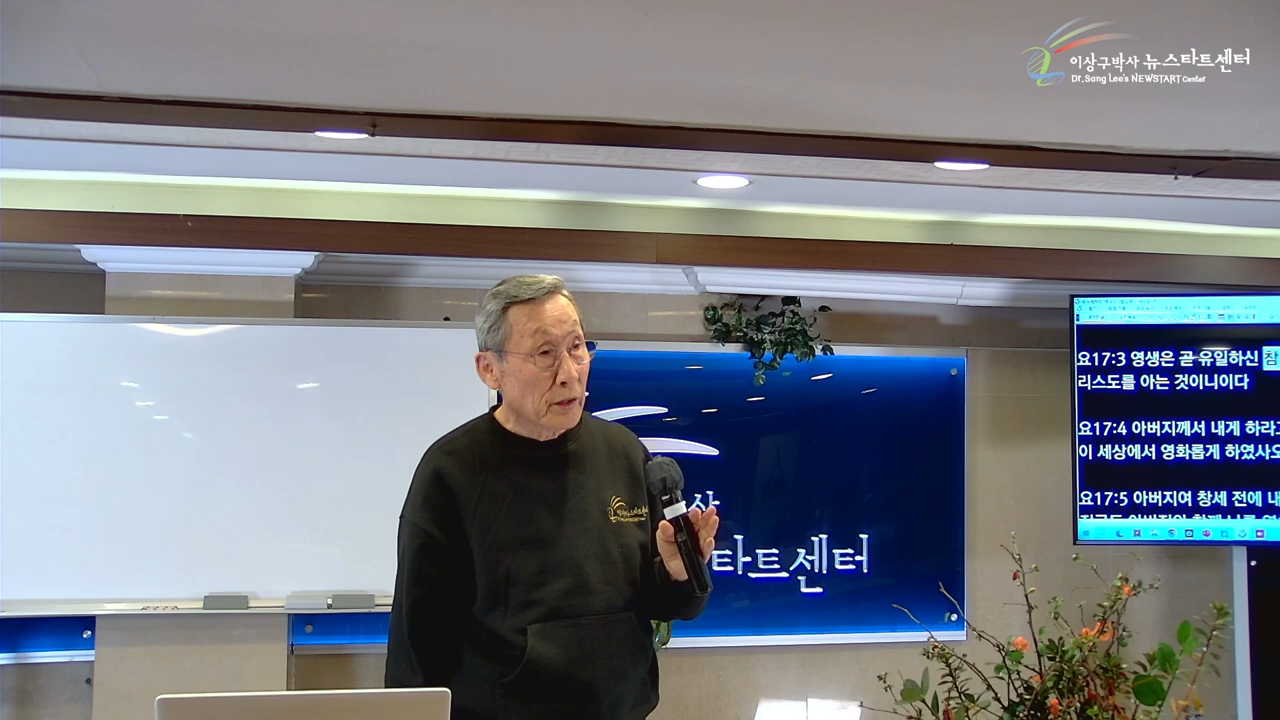 이상구박사 뉴스타트센터
Dr. Sang Lee's NEWSTART Center
상
타트센터
요17:3 영생은 곧 유일하신 참
리스도를 아는 것이니이다
요17:4 아버지께서 내게 하라고
이 세상에서 영화롭게 하였사오
요17:5 아버지여 창세 전에 내